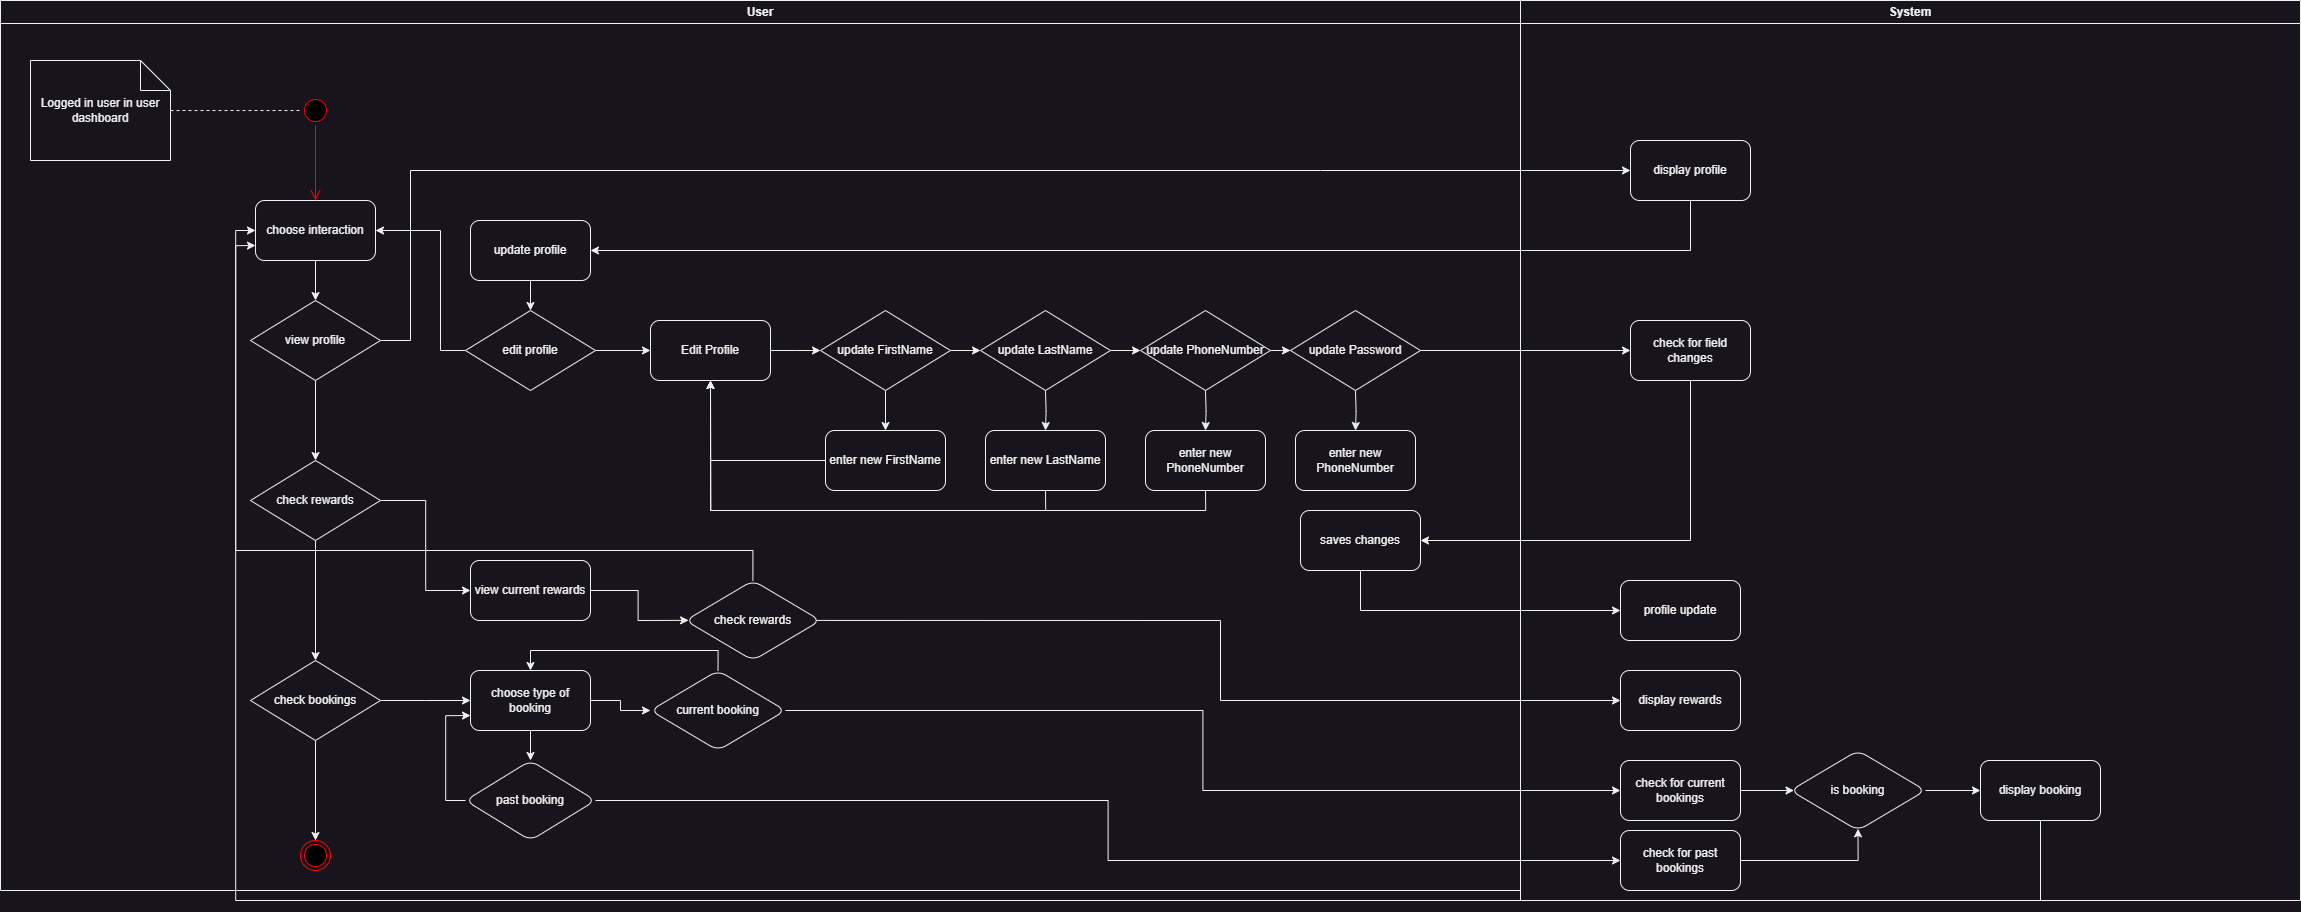 User
System
Logged in user in user
dashboard
display profile
choose interaction
update profile
view profile
edit profile
Edit Profile
update FirstName
update LastName
update PhoneNumber
update Password
check for field
changes
enter new FirstName
enter new LastName
enter new
PhoneNumber
enter new
PhoneNumber
check rewards
saves changes
view current rewards
check rewards
profile update
check bookings
choose type of
booking
current booking
display rewards
past booking
check for current
bookings
is booking
display booking
check for past
bookings